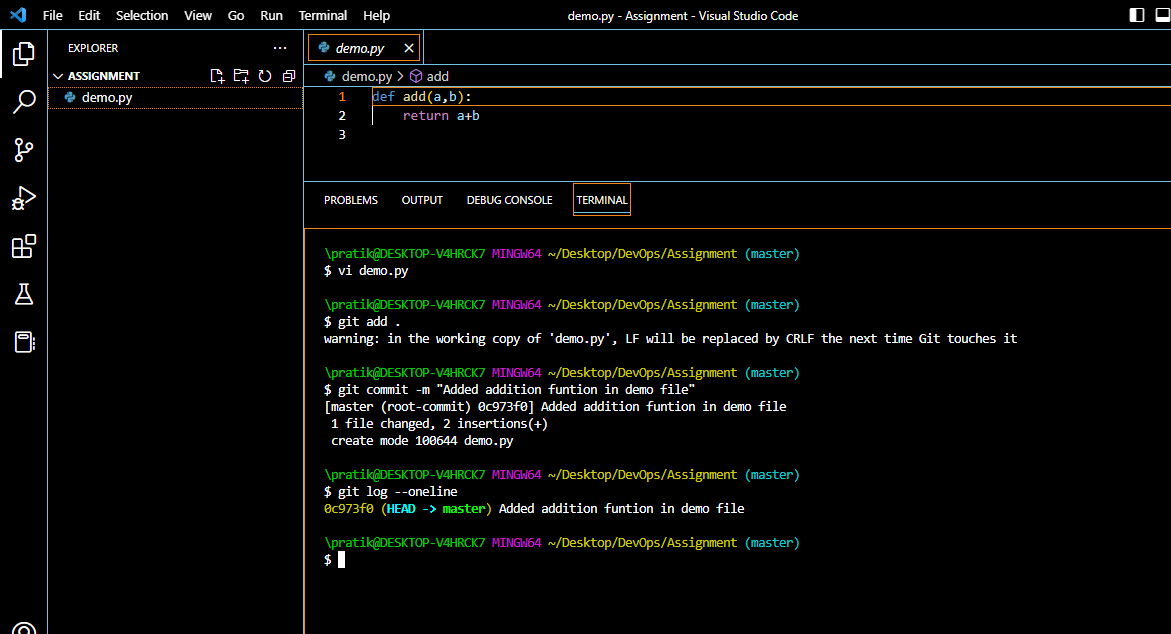 File Edit Selection View Go Run Terminal Help
demo.py - Assignment - Visual Studio Code
EXPLORER
ASSIGNMENT
demo.py
demo.py
demo.py > add
1 def add(a,b):
2 return a+b
3
PROBLEMS OUTPUT DEBUG CONSOLE TERMINAL
\pratik@DESKTOP-V4HRCK7 MINGW64 ~/Desktop/DevOps/Assignment (master)
$ vi demo.py
\pratik@DESKTOP-V4HRCK7 MINGW64 ~/Desktop/DevOps/Assignment (master)
$ git add .
warning: in the working copy of 'demo.py', LF will be replaced by CRLF the next time Git touches it
\pratik@DESKTOP-V4HRCK7 MINGW64 ~/Desktop/DevOps/Assignment (master)
$ git commit -m "Added addition funtion in demo file"
[master (root-commit) 0c973f0] Added addition funtion in demo file
1 file changed, 2 insertions(+)
create mode 100644 demo.py
\pratik@DESKTOP-V4HRCK7 MINGW64 ~/Desktop/DevOps/Assignment (master)
$ git log --oneline
0c973f0 (HEAD -> master) Added addition funtion in demo file
\pratik@DESKTOP-V4HRCK7 MINGW64 ~/Desktop/DevOps/Assignment (master)
$